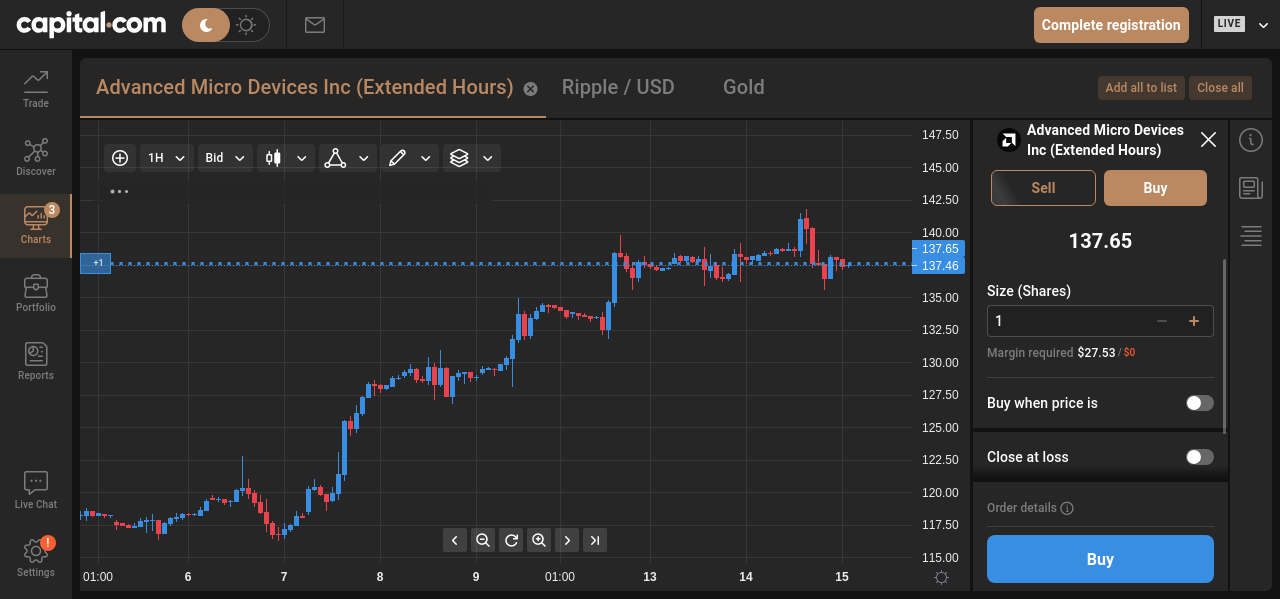 capital.com
Complete registration
LIVE
Trade
Discover
3
Charts
Portfolio
Reports
Live Chat
!
Settings
Advanced Micro Devices Inc (Extended Hours)
Ripple / USD
Gold
Add all to list
Close all
1H
Bid
+1
147.50
145.00
142.50
140.00
137.65
137.46
135.00
132.50
130.00
127.50
125.00
122.50
120.00
117.50
115.00
01:00 6 7 8 9 01:00 13 14 15
Advanced Micro Devices
Inc (Extended Hours)
Sell
Buy
137.65
Size (Shares)
1
Margin required $27.53 / $0
Buy when price is
Close at loss
Order details
Buy